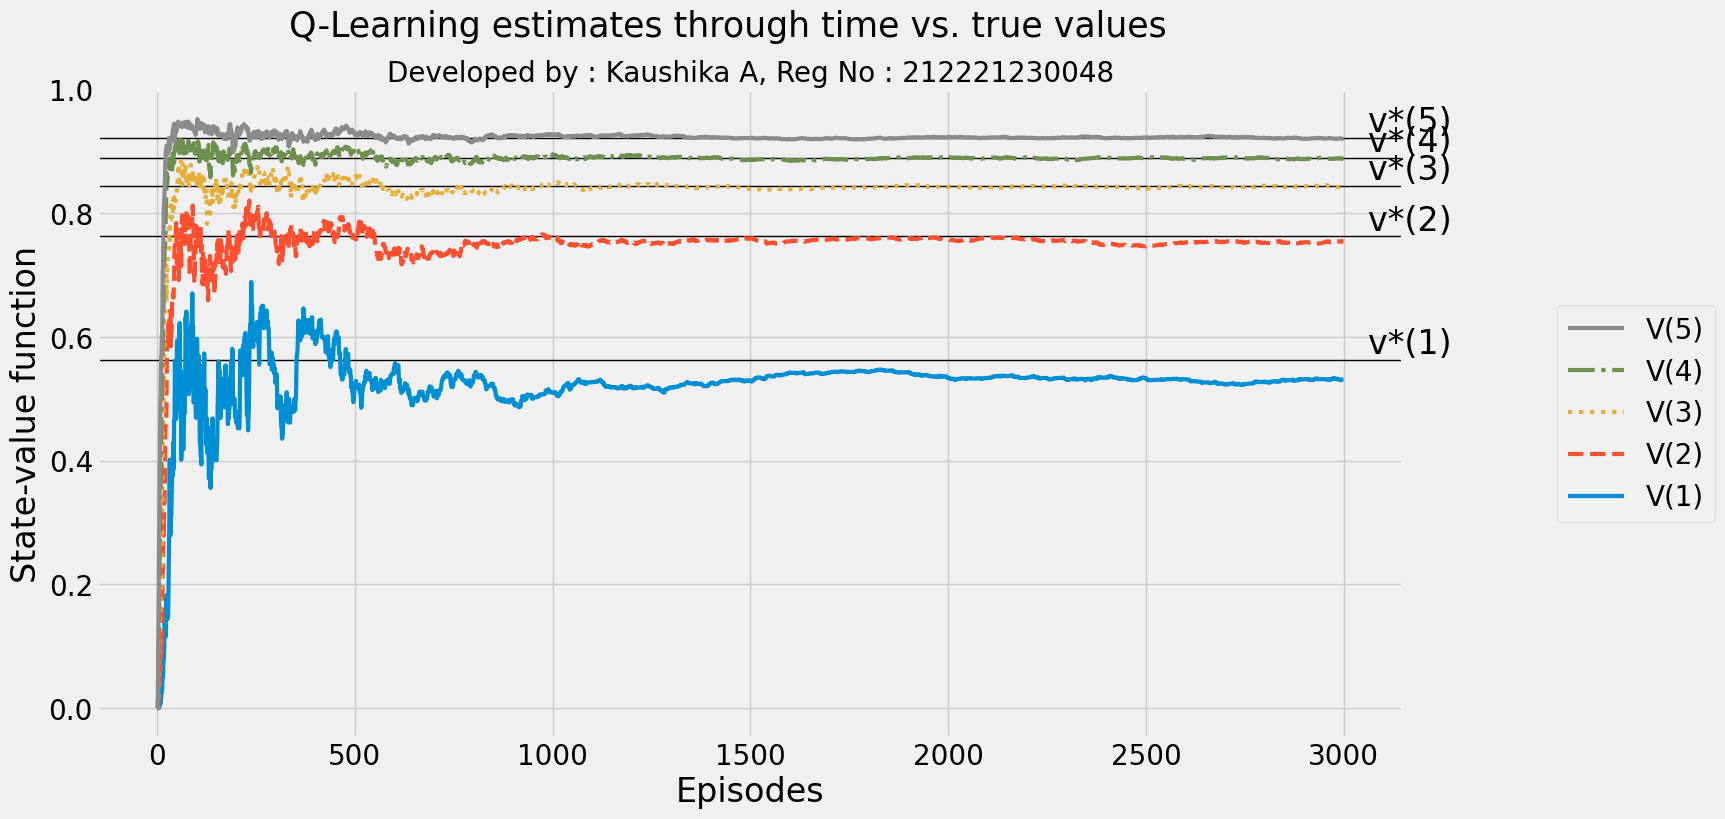 Q-Learning estimates through time vs. true values
Developed by : Kaushika A, Reg No : 212221230048
State-value function
1.0
0.8
0.6
0.4
0.2
0.0
v*(5)
v*(4)
v*(3)
v*(2)
v*(1)
V(5)
V(4)
V(3)
V(2)
V(1)
0 500 1000 1500 2000 2500 3000
Episodes